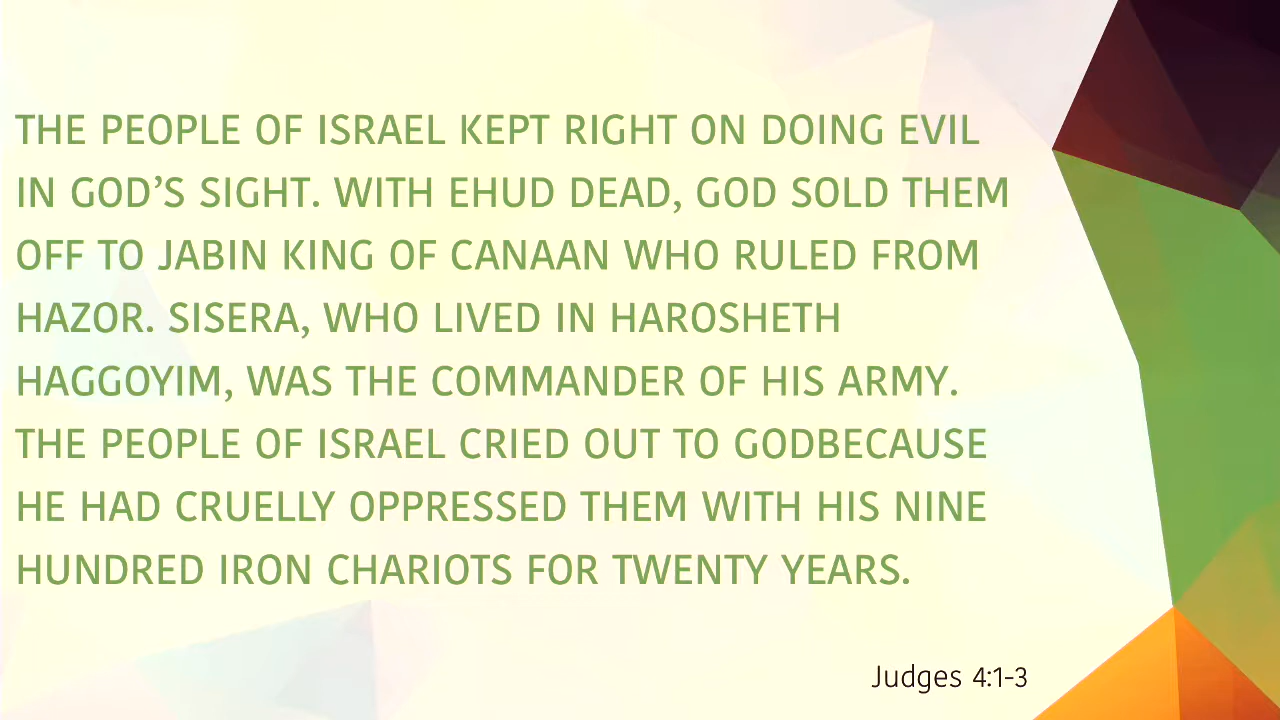 THE PEOPLE OF ISRAEL KEPT RIGHT ON DOING EVIL
IN GOD’S SIGHT. WITH EHUD DEAD, GOD SOLD THEM
OFF TO JABIN KING OF CANAAN WHO RULED FROM
HAZOR. SISERA, WHO LIVED IN HAROSHETH
HAGGOYIM, WAS THE COMMANDER OF HIS ARMY.
THE PEOPLE OF ISRAEL CRIED OUT TO GODBECAUSE
HE HAD CRUELLY OPPRESSED THEM WITH HIS NINE
HUNDRED IRON CHARIOTS FOR TWENTY YEARS.
Judges 4:1-3